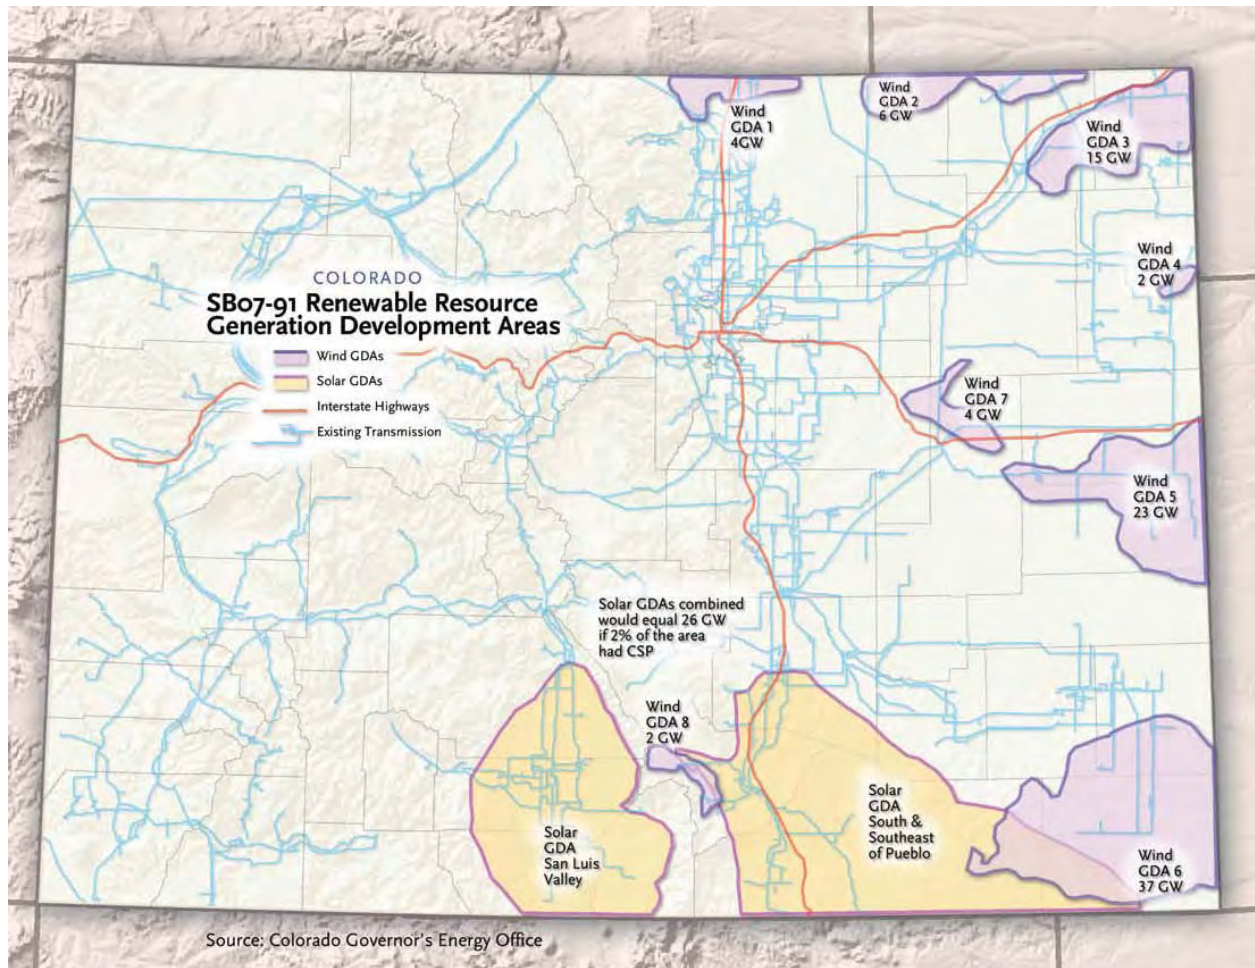 Wind
GDA 1
4GW
Wind
GDA 2
6 GW
Wind
GDA 3
15 GW
Wind
GDA 4
2 GW
COLORADO
SB07-91 Renewable Resource
Generation Development Areas
Wind GDAs
Solar GDAs
Interstate Highways
Existing Transmission
Wind
GDA 7
4 GW
Wind
GDA 5
23 GW
Solar GDAs combined
would equal 26 GW
if 2% of the area
had CSP
Wind
GDA 8
2 GW
Solar
GDA
South &
Southeast
of Pueblo
Solar
GDA
San Luis
Valley
Wind
GDA 6
37 GW
Source: Colorado Governor's Energy Office